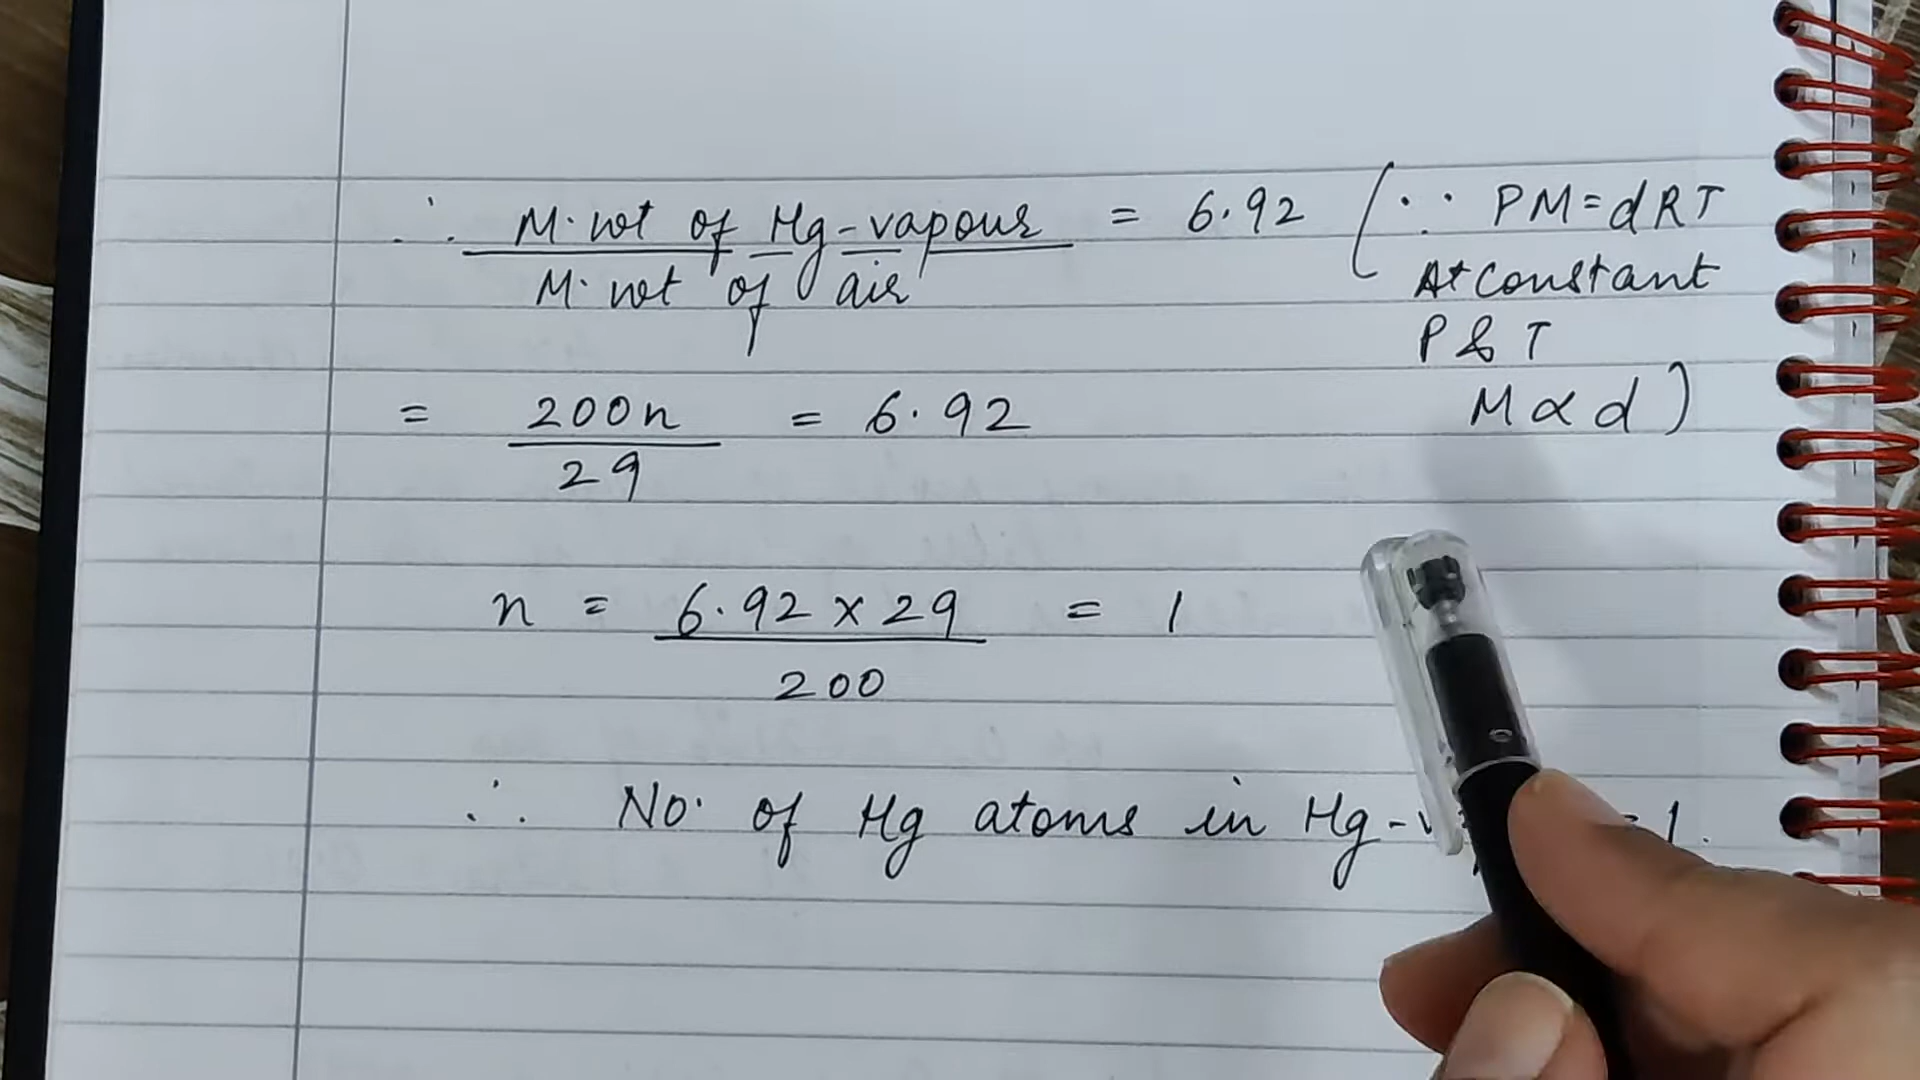 ∴ M. wt of Hg-vapour / M. wt of air = 6.92 (∵ PM = dRT
At constant
P & T
M ∝ d)
= 200n / 29 = 6.92
n = 6.92 x 29 / 200 = 1
∴ No. of Hg atoms in Hg- = 1.